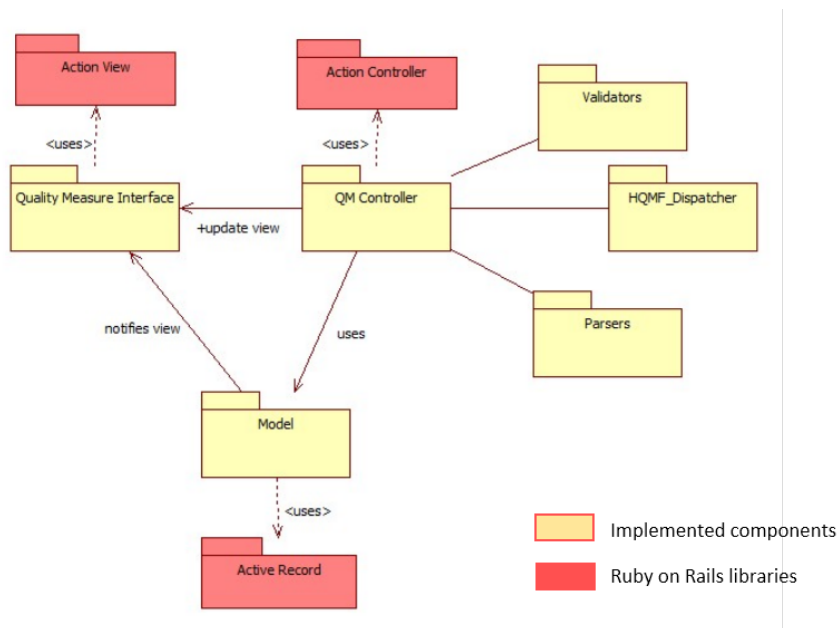 Action View
Action Controller
Validators
<uses>
<uses>
Quality Measure Interface
QM Controller
HQMF_Dispatcher
+update view
notifies view
uses
Parsers
Model
<uses>
Active Record
Implemented components
Ruby on Rails libraries